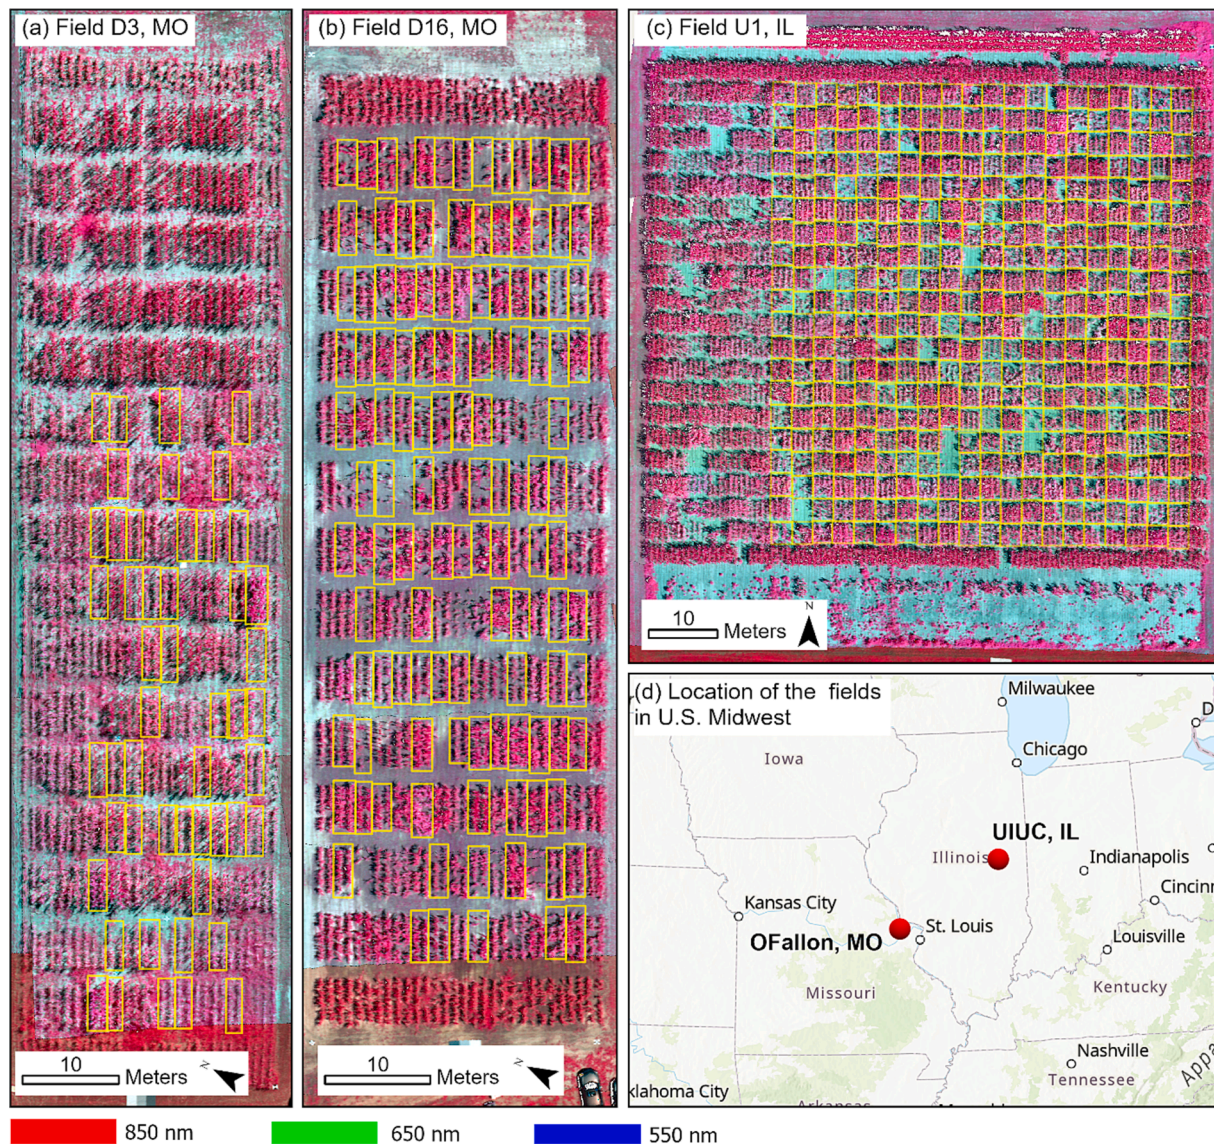 (a) Field D3, MO
(b) Field D16, MO
(c) Field U1, IL
10
Meters
N
10
Meters
N
10
Meters
N
(d) Location of the fields
in U.S. Midwest
Milwaukee
D
Chicago
Iowa
UIUC, IL
Illinois
Indianapolis
Cincinn
Kansas City
St. Louis
OFallon, MO
Louisville
Missouri
Kentucky
Nashville
Tennessee
Appa
klahoma City
Arkansas
850 nm
650 nm
550 nm